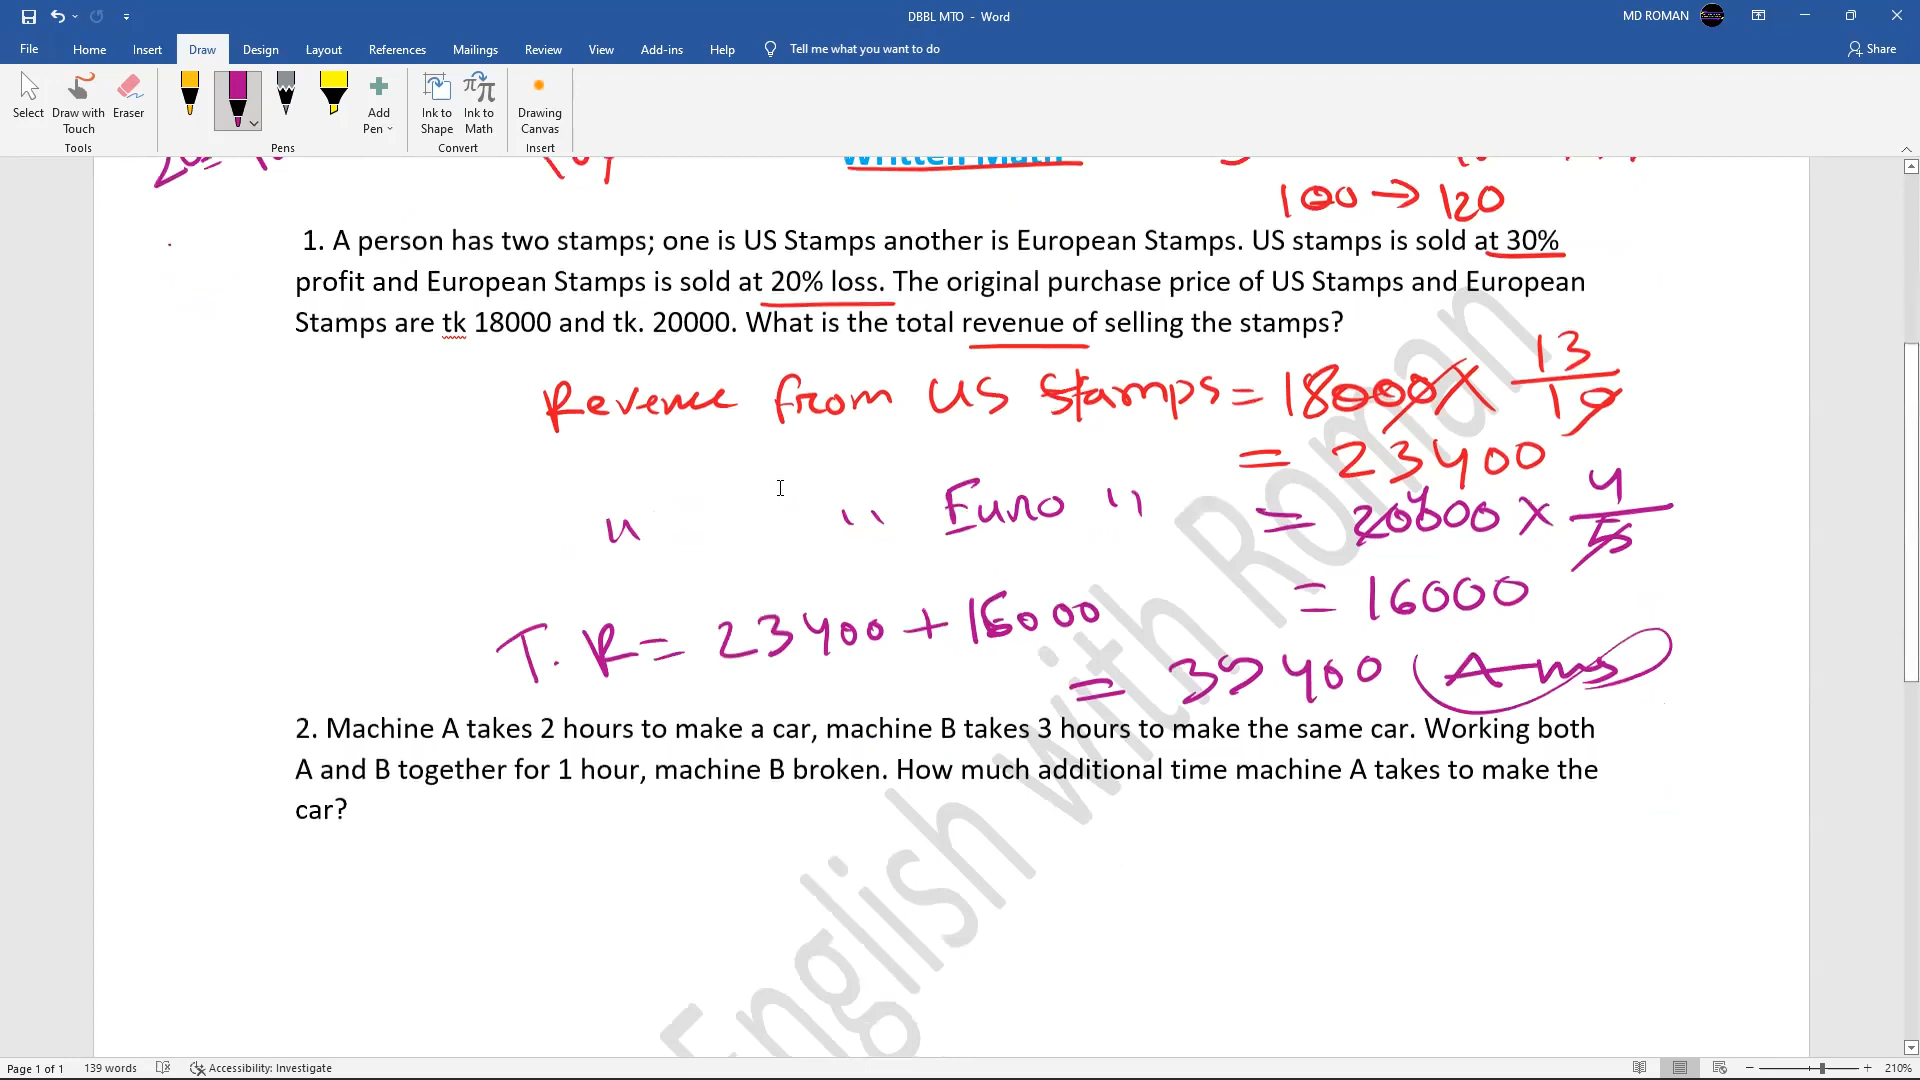 DBBL MTO - Word
MD ROMAN
File Home Insert Draw Design Layout References Mailings Review View Add-ins Help Tell me what you want to do Share
Select Draw with Touch Eraser Add Pen Ink to Shape Ink to Math Drawing Canvas
Tools Pens Convert Insert
Written Math
100 → 120
1. A person has two stamps; one is US Stamps another is European Stamps. US stamps is sold at 30%
profit and European Stamps is sold at 20% loss. The original purchase price of US Stamps and European
Stamps are tk 18000 and tk. 20000. What is the total revenue of selling the stamps?
Revenue from US Stamps = 18000 × 13/10
= 23400
" " Euro " = 20000 × 4/5
= 16000
T. R = 23400 + 16000
= 39400 Ans
2. Machine A takes 2 hours to make a car, machine B takes 3 hours to make the same car. Working both
A and B together for 1 hour, machine B broken. How much additional time machine A takes to make the
car?
English with Roman
Page 1 of 1 139 words Accessibility: Investigate 210%